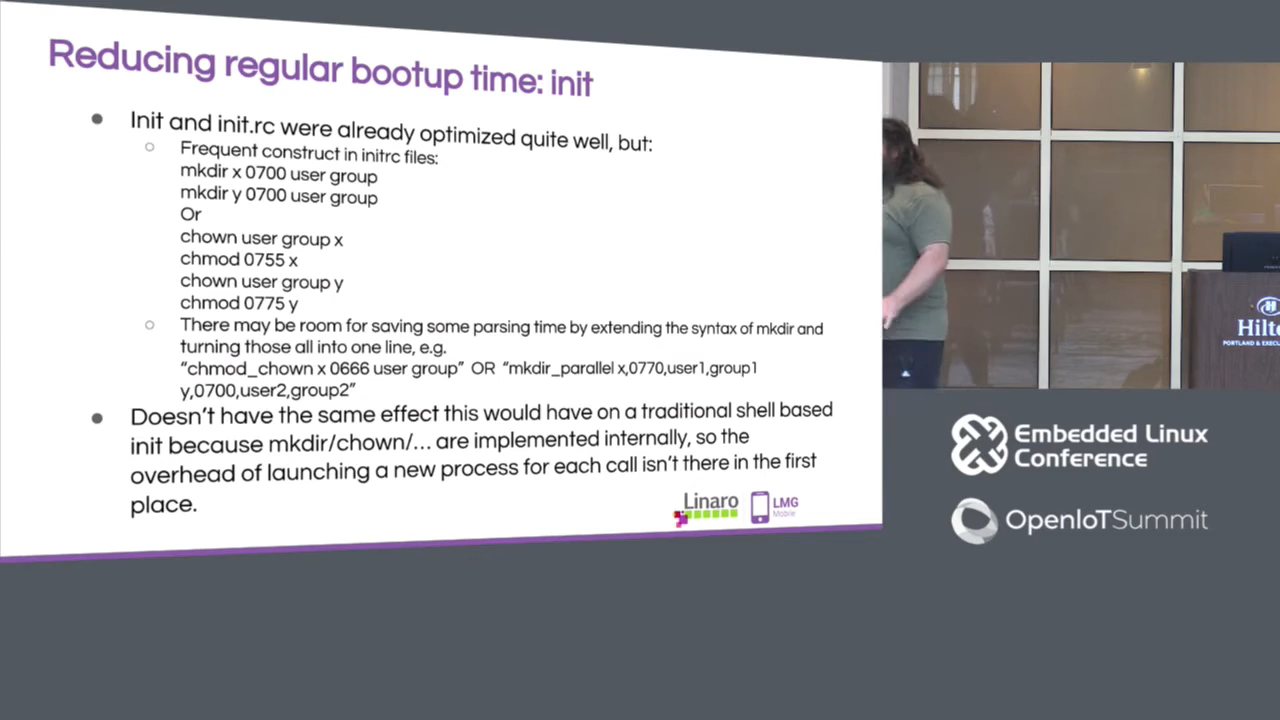 Reducing regular bootup time: init
Init and init.rc were already optimized quite well, but:
Frequent construct in initrc files:
mkdir x 0700 user group
mkdir y 0700 user group
Or
chown user group x
chmod 0755 x
chown user group y
chmod 0775 y
There may be room for saving some parsing time by extending the syntax of mkdir and
turning those all into one line, e.g.
“chmod_chown x 0666 user group” OR “mkdir_parallel x,0770,user1,group1
y,0700,user2,group2”
Doesn’t have the same effect this would have on a traditional shell based
init because mkdir/chown/... are implemented internally, so the
overhead of launching a new process for each call isn’t there in the first
place.
Linaro
LMG
Mobile
Hilt
PORTLAND & EXECU
Embedded Linux
Conference
OpenIoTSummit